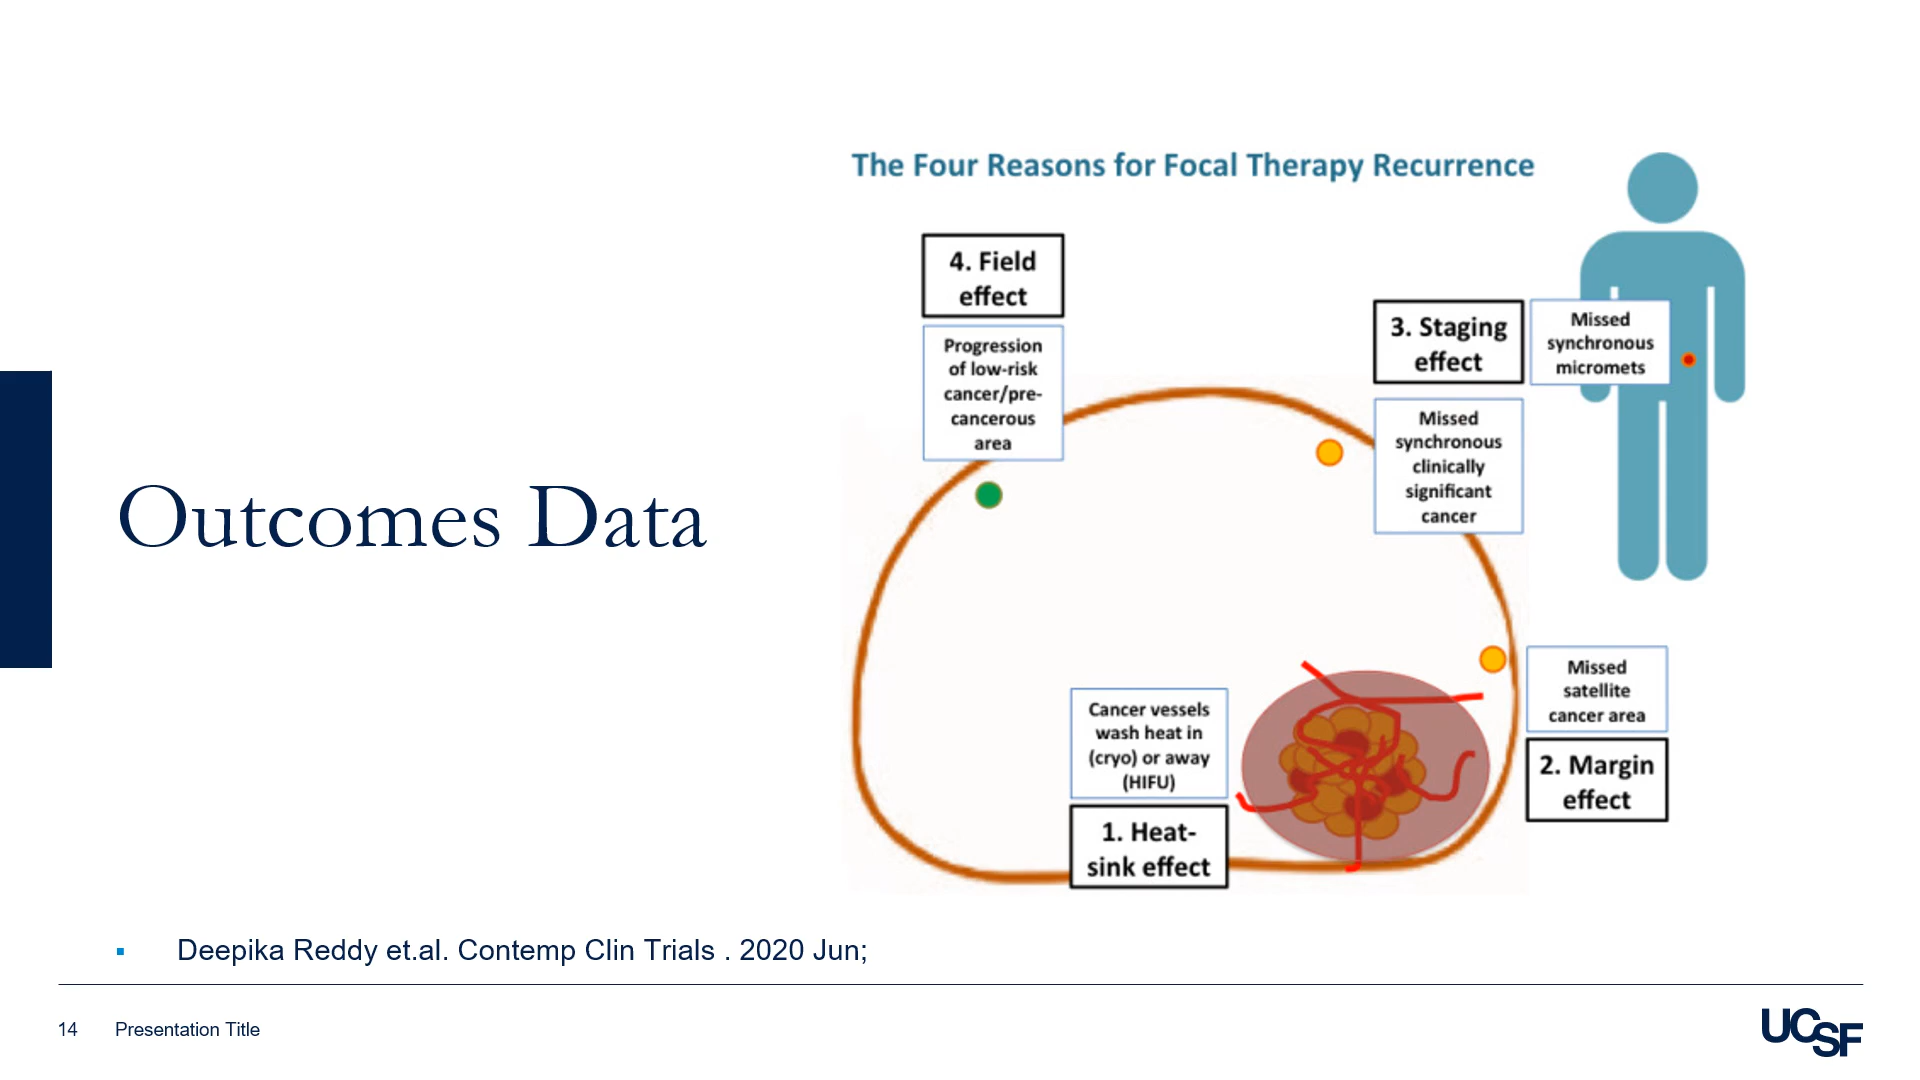 The Four Reasons for Focal Therapy Recurrence
4. Field
effect
Progression
of low-risk
cancer/pre-
cancerous
area
3. Staging
effect
Missed
synchronous
micromets
Missed
synchronous
clinically
significant
cancer
Outcomes Data
Missed
satellite
cancer area
2. Margin
effect
Cancer vessels
wash heat in
(cryo) or away
(HIFU)
1. Heat-
sink effect
▪ Deepika Reddy et.al. Contemp Clin Trials . 2020 Jun;
14 Presentation Title
UCSF